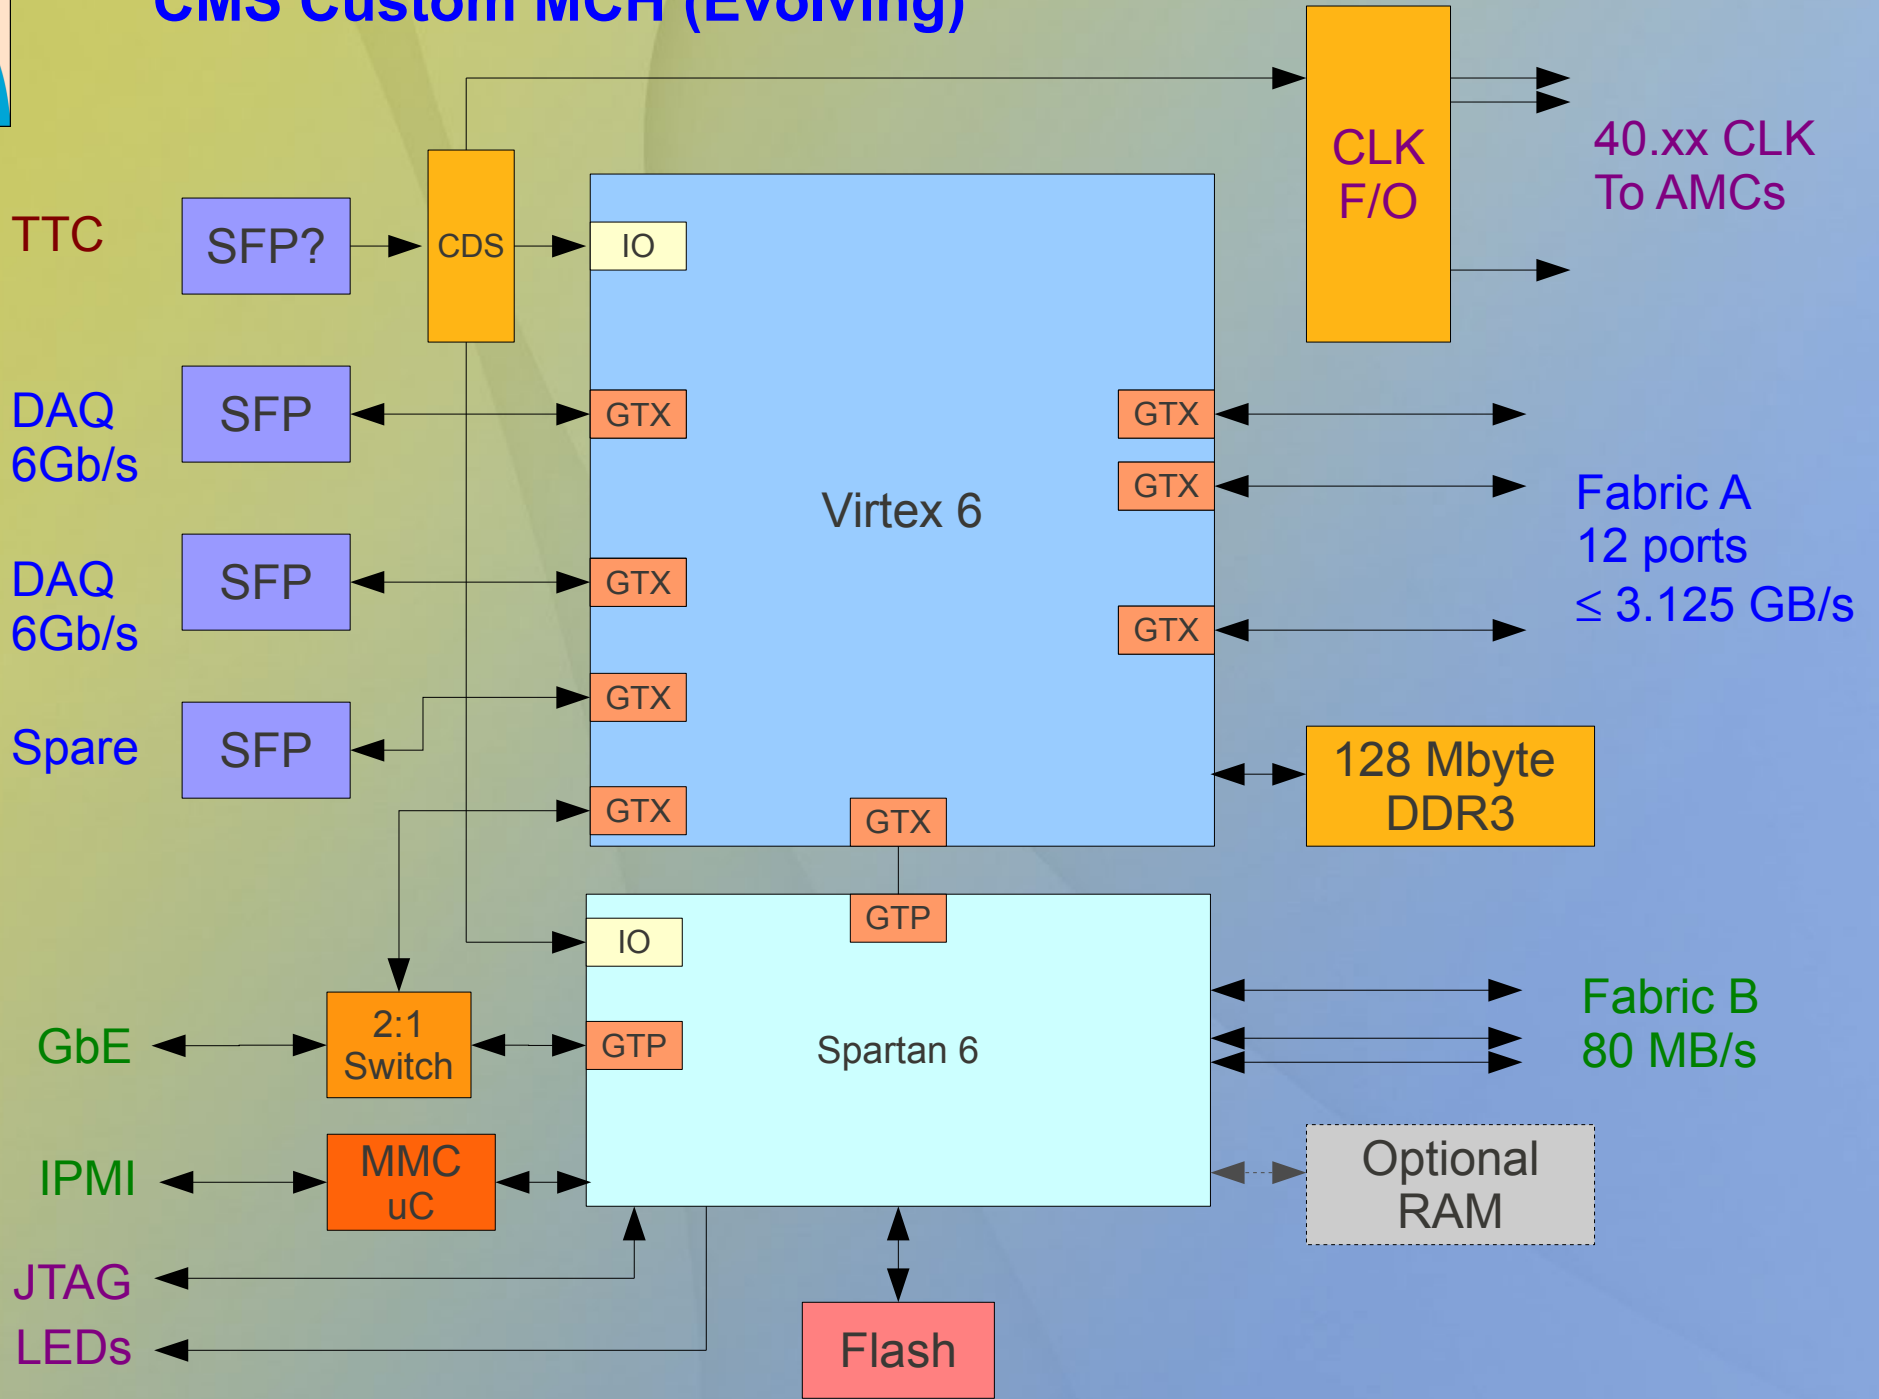 CMS Custom MCH (Evolving)
CLK
F/O
40.xx CLK
To AMCs
TTC
SFP?
CDS
IO
DAQ
6Gb/s
SFP
GTX
GTX
GTX
Virtex 6
Fabric A
12 ports
≤ 3.125 GB/s
DAQ
6Gb/s
SFP
GTX
GTX
Spare
SFP
GTX
128 Mbyte
DDR3
GTX
GTX
GTP
IO
GbE
2:1
Switch
GTP
Spartan 6
Fabric B
80 MB/s
IPMI
MMC
uC
Optional
RAM
JTAG
LEDs
Flash